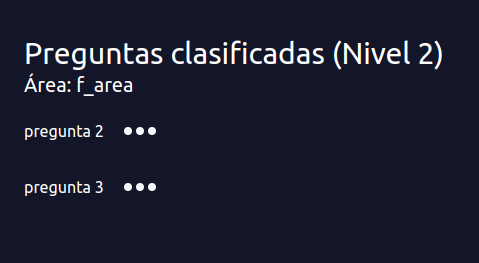 Preguntas clasificadas (Nivel 2)
Área: f_area
pregunta 2
pregunta 3